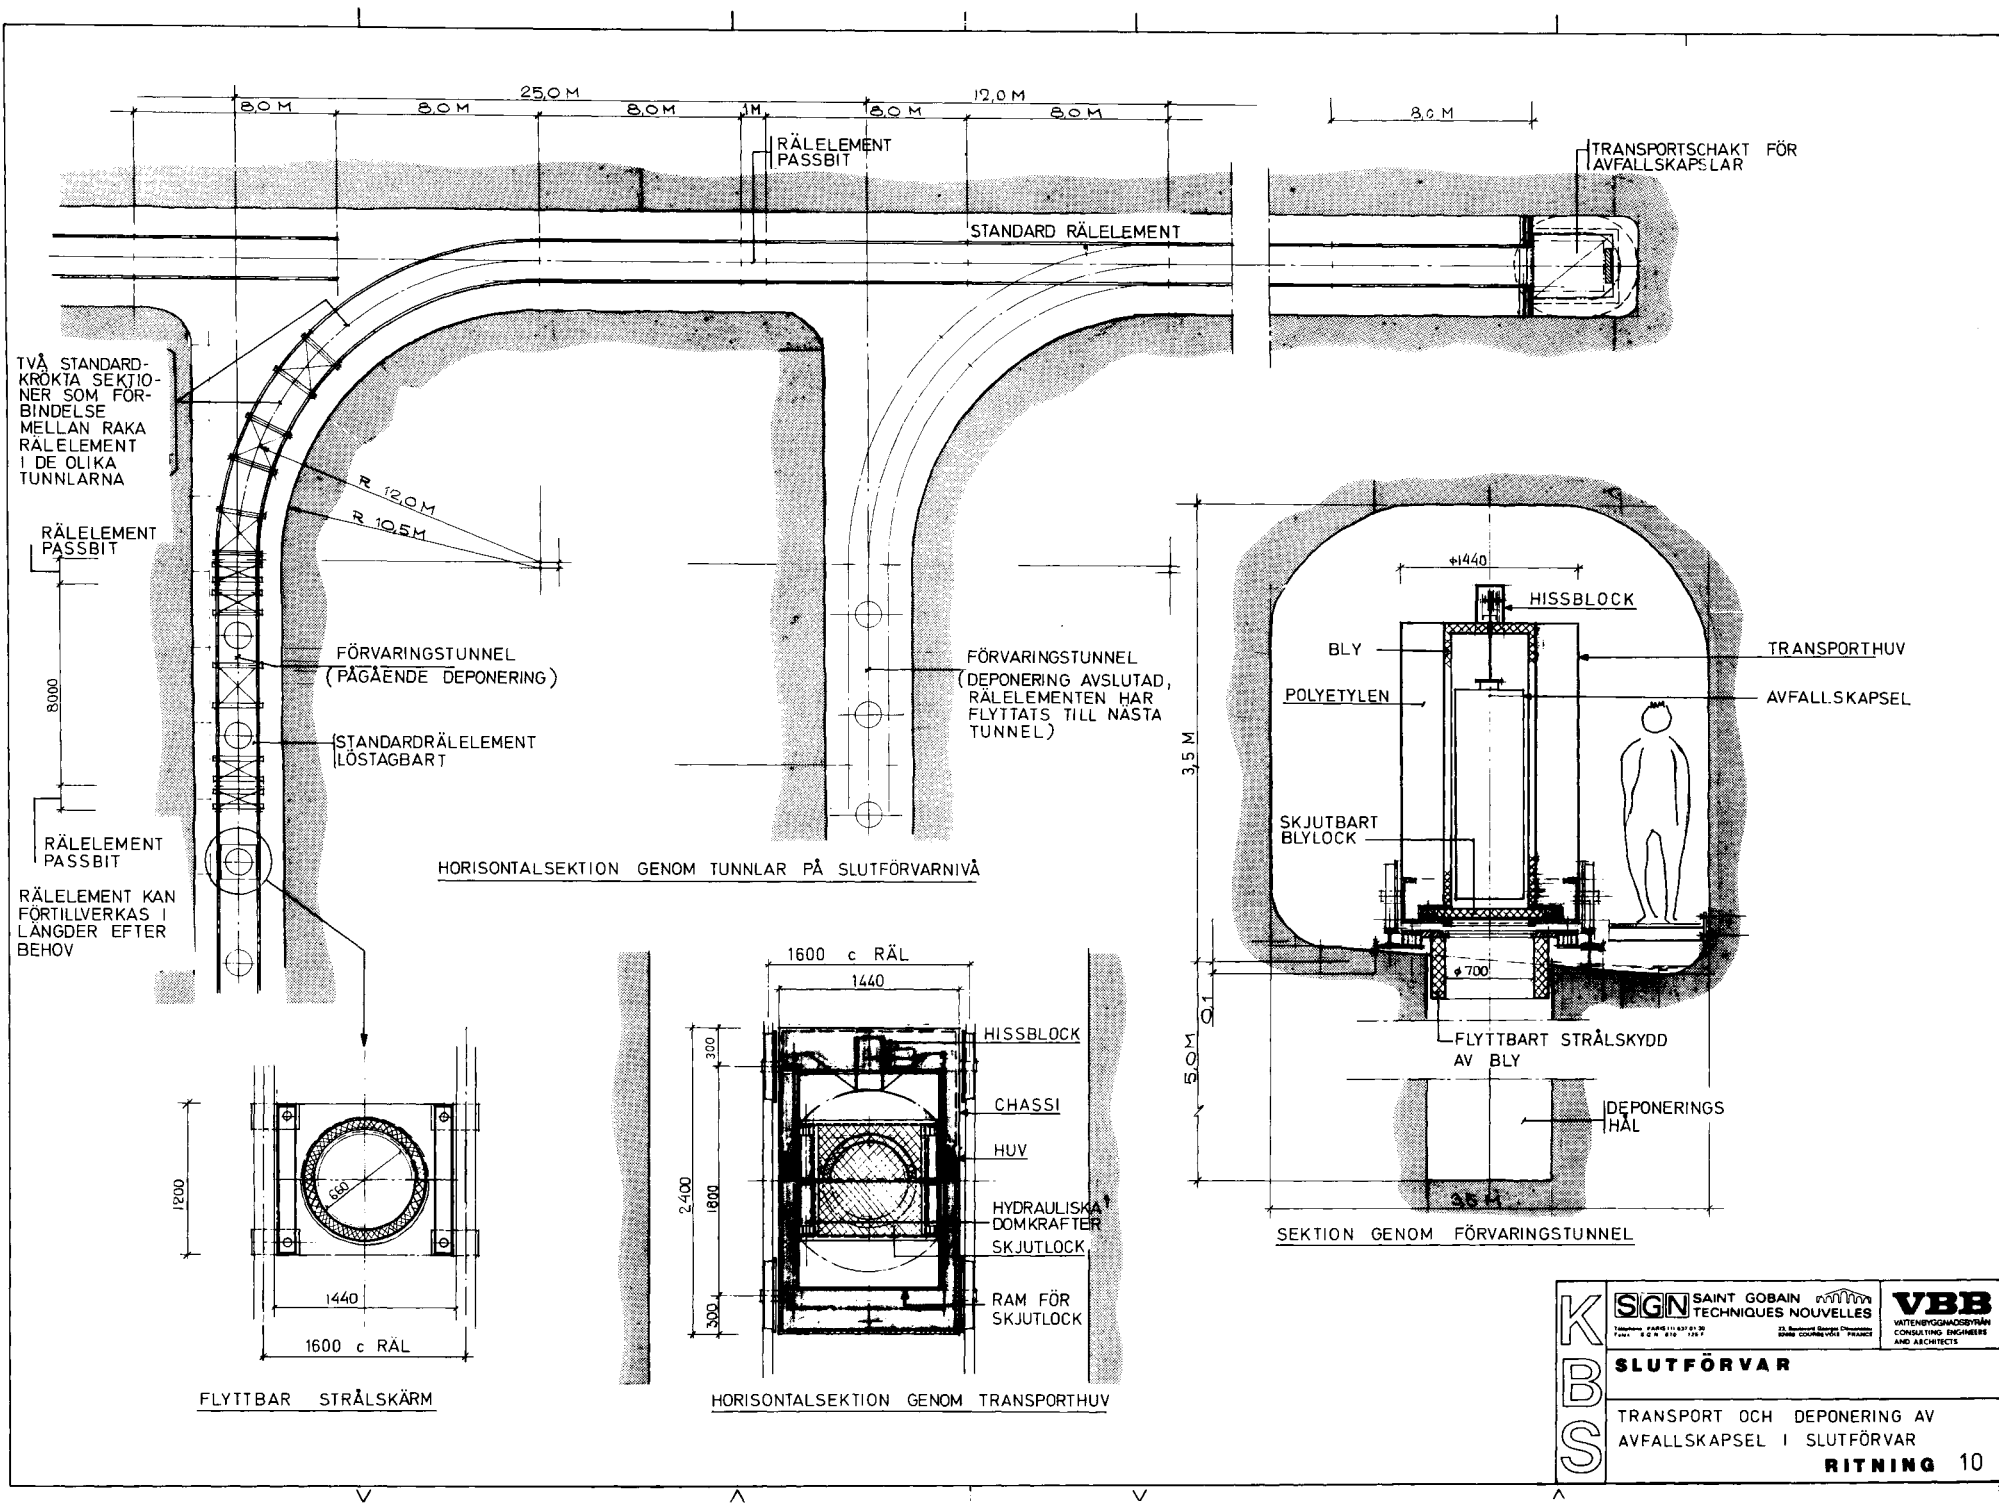 25,0 M
12,0 M
8,0 M
8,0 M
8,0 M
1M
8,0 M
8,0 M
8,0 M
RÄLELEMENT
PASSBIT
TRANSPORTSCHAKT FÖR
AVFALLSKAPSLAR
STANDARD RÄLELEMENT
TVÅ STANDARD-
KRÖKTA SEKTIO-
NER SOM FÖR-
BINDELSE
MELLAN RAKA
RÄLELEMENT
I DE OLIKA
TUNNLARNA
R 12,0 M
R 10,5 M
RÄLELEMENT
PASSBIT
8000
FÖRVARINGSTUNNEL
(PÅGÅENDE DEPONERING)
STANDARDRÄLELEMENT
LÖSTAGBART
FÖRVARINGSTUNNEL
(DEPONERING AVSLUTAD,
RÄLELEMENTEN HAR
FLYTTATS TILL NÄSTA
TUNNEL)
RÄLELEMENT
PASSBIT
RÄLELEMENT KAN
FÖRTILLVERKAS I
LÄNGDER EFTER
BEHOV
HORISONTALSEKTION GENOM TUNNLAR PÅ SLUTFÖRVARNIVÅ
ϕ1440
HISSBLOCK
BLY
TRANSPORTHUV
POLYETYLEN
AVFALLSKAPSEL
3,5 M
SKJUTBART
BLYLOCK
ϕ700
0,1
5,0 M
FLYTTBART STRÅLSKYDD
AV BLY
DEPONERINGS
HÅL
3,5 M
SEKTION GENOM FÖRVARINGSTUNNEL
1200
660
1440
1600 c RÄL
FLYTTBAR STRÅLSKÄRM
1600 c RÄL
1440
300
2400
1800
300
HISSBLOCK
CHASSI
HUV
HYDRAULISKA
DOMKRAFTER
SKJUTLOCK
RAM FÖR
SKJUTLOCK
HORISONTALSEKTION GENOM TRANSPORTHUV
KBS
SGN SAINT GOBAIN
TECHNIQUES NOUVELLES
VBB
VATTENBYGGNADSBYRÅN
CONSULTING ENGINEERS
AND ARCHITECTS
SLUTFÖRVAR
TRANSPORT OCH DEPONERING AV
AVFALLSKAPSEL I SLUTFÖRVAR
RITNING 10